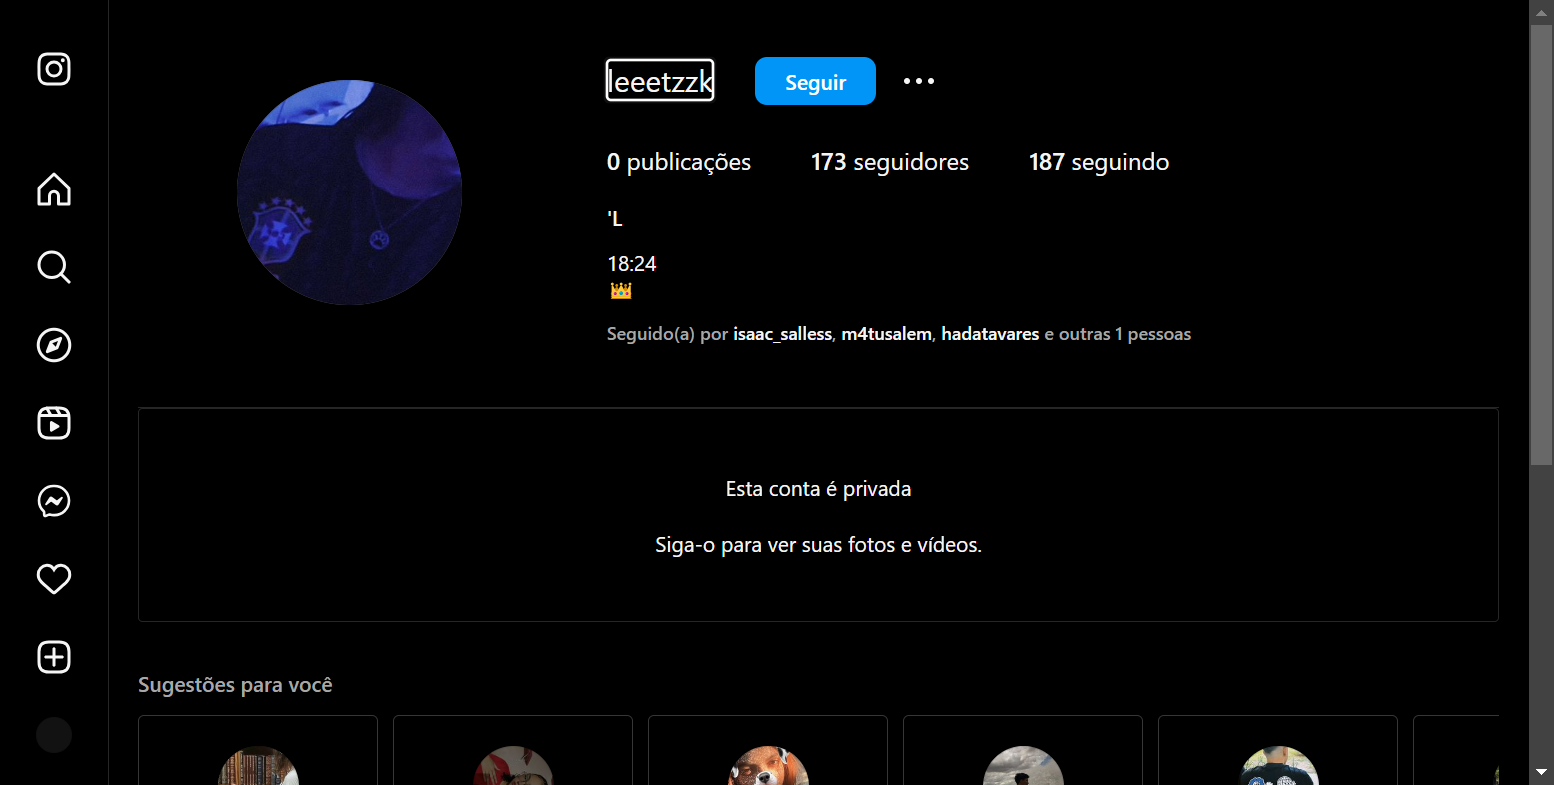 leeetzzk Seguir
0 publicações 173 seguidores 187 seguindo
'L
18:24
👑
Seguido(a) por isaac_salless, m4tusalem, hadatavares e outras 1 pessoas
Esta conta é privada
Siga-o para ver suas fotos e vídeos.
Sugestões para você